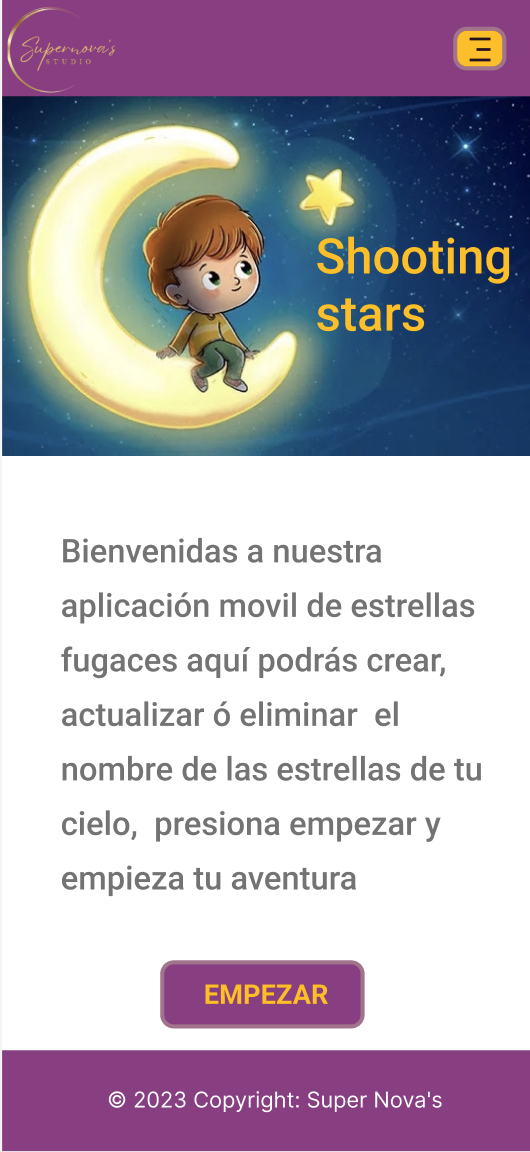 Supernova's
STUDIO
Shooting
stars
Bienvenidas a nuestra
aplicación movil de estrellas
fugaces aquí podrás crear,
actualizar ó eliminar  el
nombre de las estrellas de tu
cielo,  presiona empezar y
empieza tu aventura
EMPEZAR
© 2023 Copyright: Super Nova's